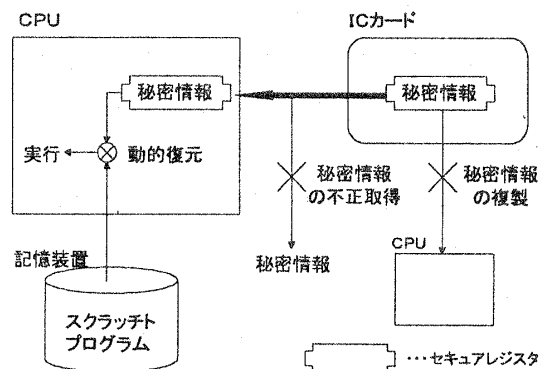 CPU
ICカード
秘密情報
秘密情報
実行
動的復元
秘密情報
の不正取得
秘密情報
の複製
記憶装置
秘密情報
CPU
スクラッチト
プログラム
…セキュアレジスタ